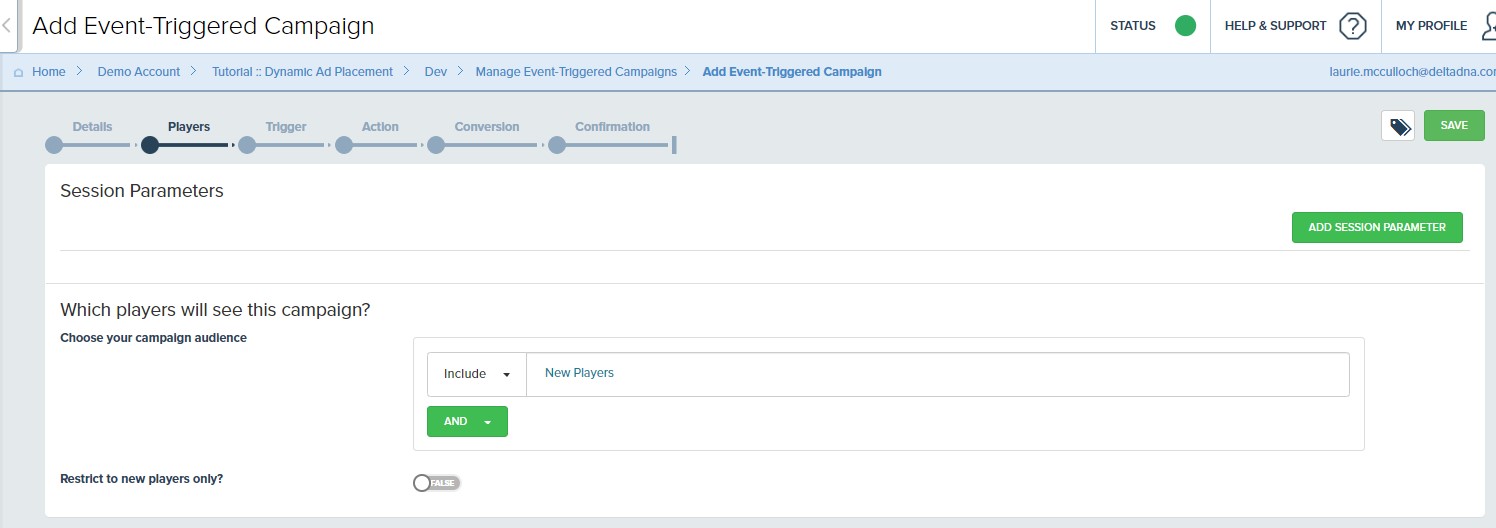 Add Event-Triggered Campaign
STATUS
HELP & SUPPORT ?
MY PROFILE
Home > Demo Account > Tutorial :: Dynamic Ad Placement > Dev > Manage Event-Triggered Campaigns > Add Event-Triggered Campaign
laurie.mcculloch@deltadna.com
Details Players Trigger Action Conversion Confirmation
SAVE
Session Parameters
ADD SESSION PARAMETER
Which players will see this campaign?
Choose your campaign audience
Include New Players
AND
Restrict to new players only? FALSE